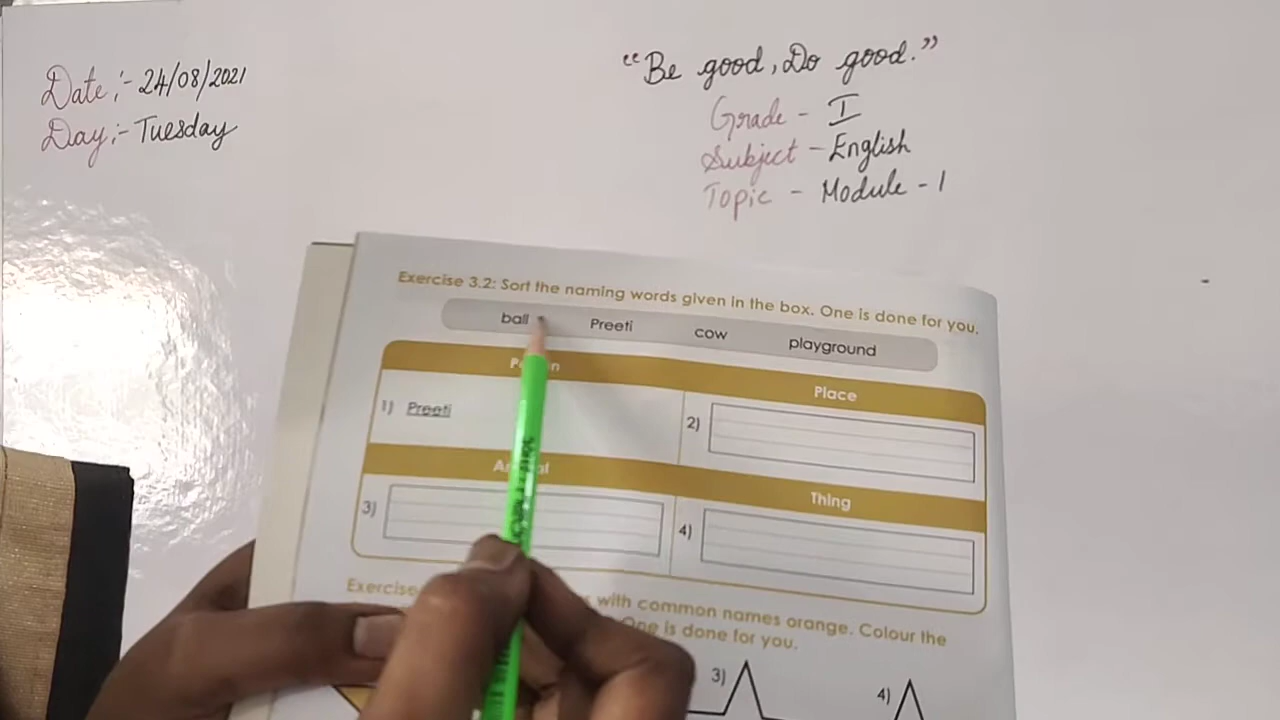 Date:- 24/08/2021
Day:- Tuesday
"Be good, Do good."
Grade - I
Subject - English
Topic - Module - 1
Exercise 3.2: Sort the naming words given in the box. One is done for you.
ball Preeti cow playground
Place
1) Preeti
2)
Thing
3)
4)
Exercise with common names orange. Colour the
One is done for you.
3)
4)